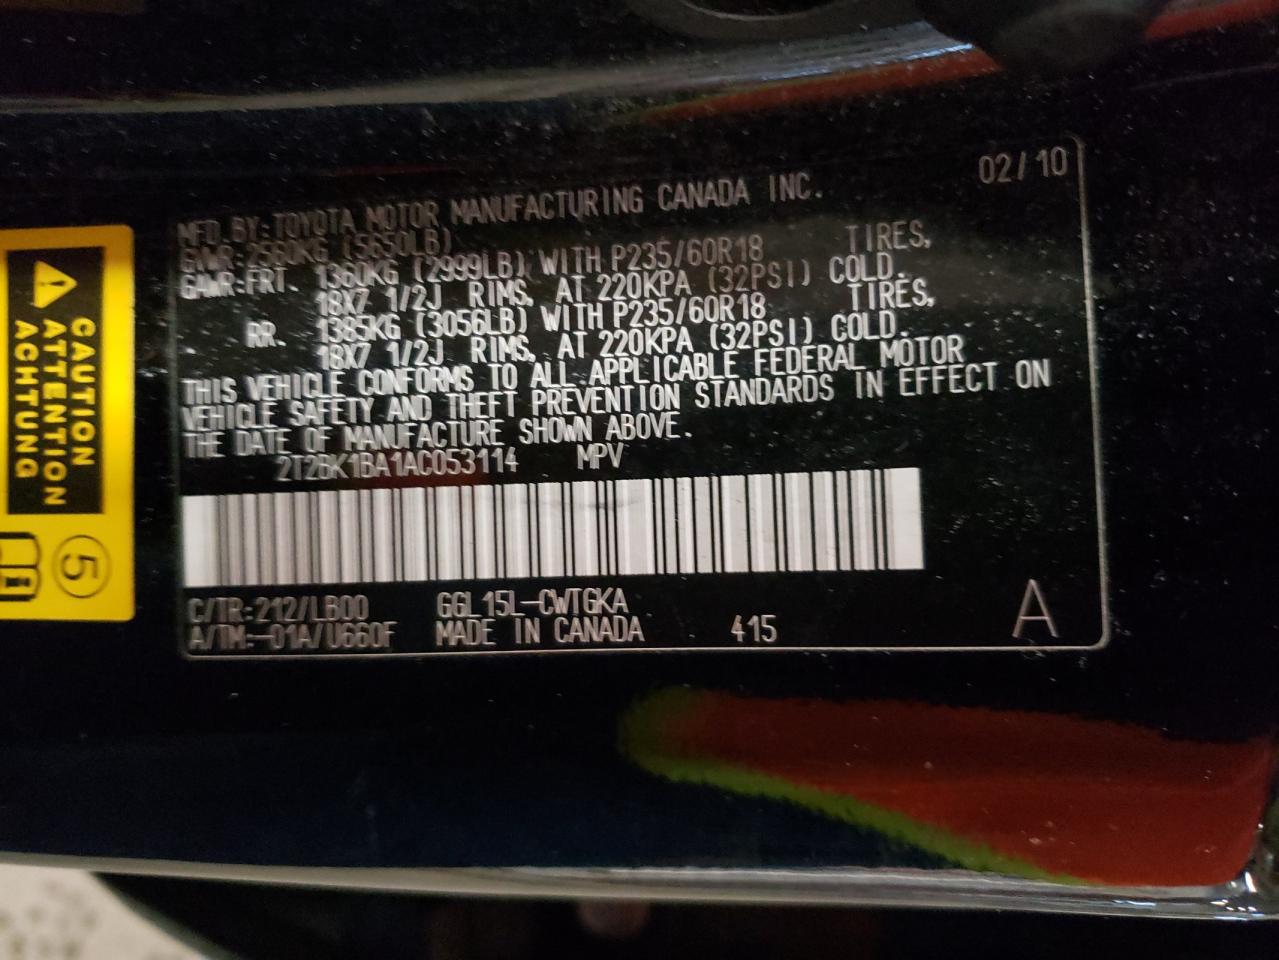 02/10
MFD. BY: TOYOTA MOTOR MANUFACTURING CANADA INC.
GVWR: 2560KG (5650LB)
GAWR: FRT. 1360KG (2999LB) WITH P235/60R18 TIRES,
18X7 1/2J RIMS, AT 220KPA (32PSI) COLD.
RR. 1385KG (3056LB) WITH P235/60R18 TIRES,
18X7 1/2J RIMS, AT 220KPA (32PSI) COLD.
THIS VEHICLE CONFORMS TO ALL APPLICABLE FEDERAL MOTOR
VEHICLE SAFETY AND THEFT PREVENTION STANDARDS IN EFFECT ON
THE DATE OF MANUFACTURE SHOWN ABOVE.
2T2BK1BA1AC053114 MPV
C/TR: 212/LB00 GGL15L-CWTGKA
A/TM: -01A/U660F MADE IN CANADA 415
A
CAUTION
ATTENTION
ACHTUNG
5